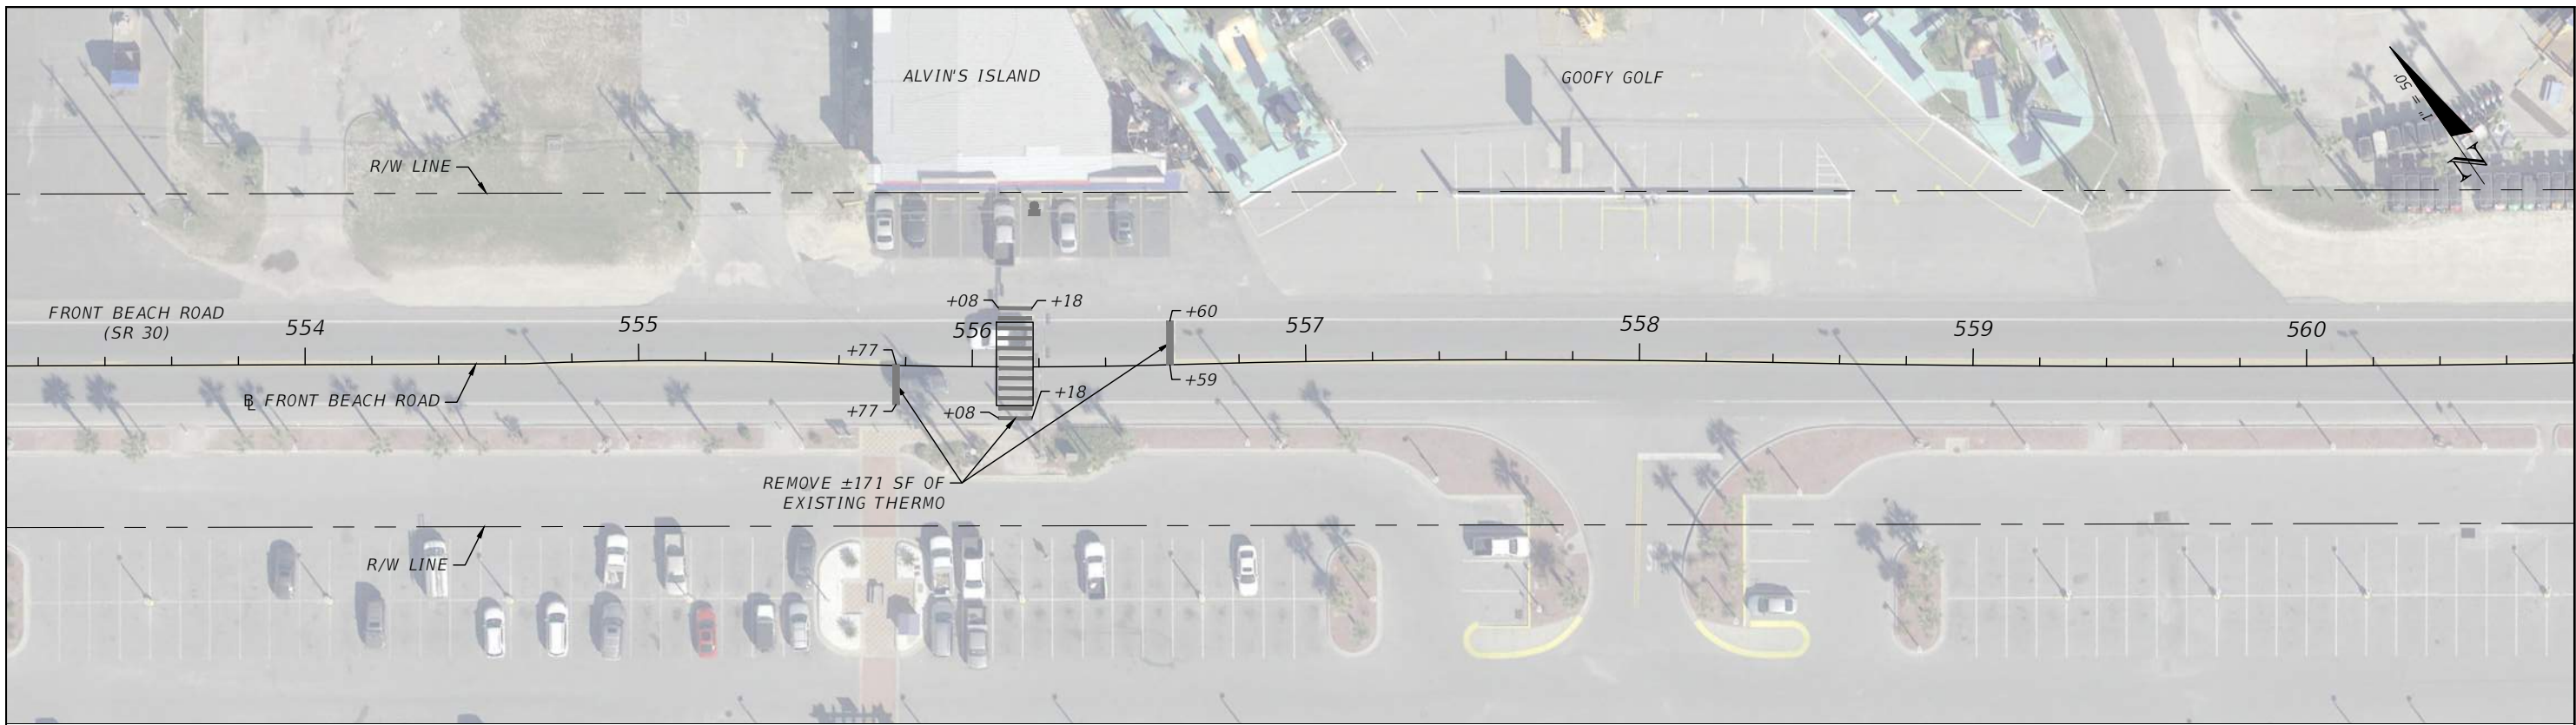 ALVIN'S ISLAND
GOOFY GOLF
1" = 50'
N
R/W LINE
FRONT BEACH ROAD
(SR 30)
554
555
556
557
558
559
560
+08
+18
+60
+77
+59
+77
+08
+18
℄ FRONT BEACH ROAD
REMOVE ±171 SF OF
EXISTING THERMO
R/W LINE